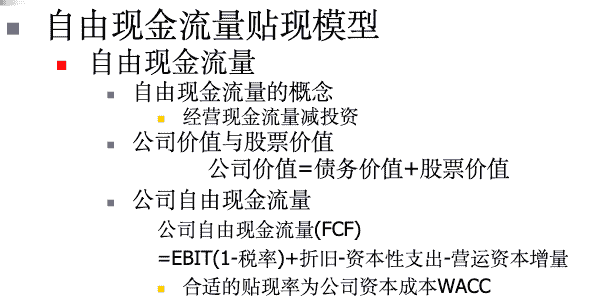 自由现金流量贴现模型
自由现金流量
自由现金流量的概念
经营现金流量减投资
公司价值与股票价值
公司价值=债务价值+股票价值
公司自由现金流量
公司自由现金流量(FCF)
=EBIT(1-税率)+折旧-资本性支出-营运资本增量
合适的贴现率为公司资本成本WACC